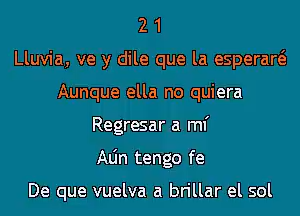 2 1
Lluvia, ve y dile que la esperaré
Aunque ella no quiera
Regresar a mí
Aún tengo fe
De que vuelva a brillar el sol